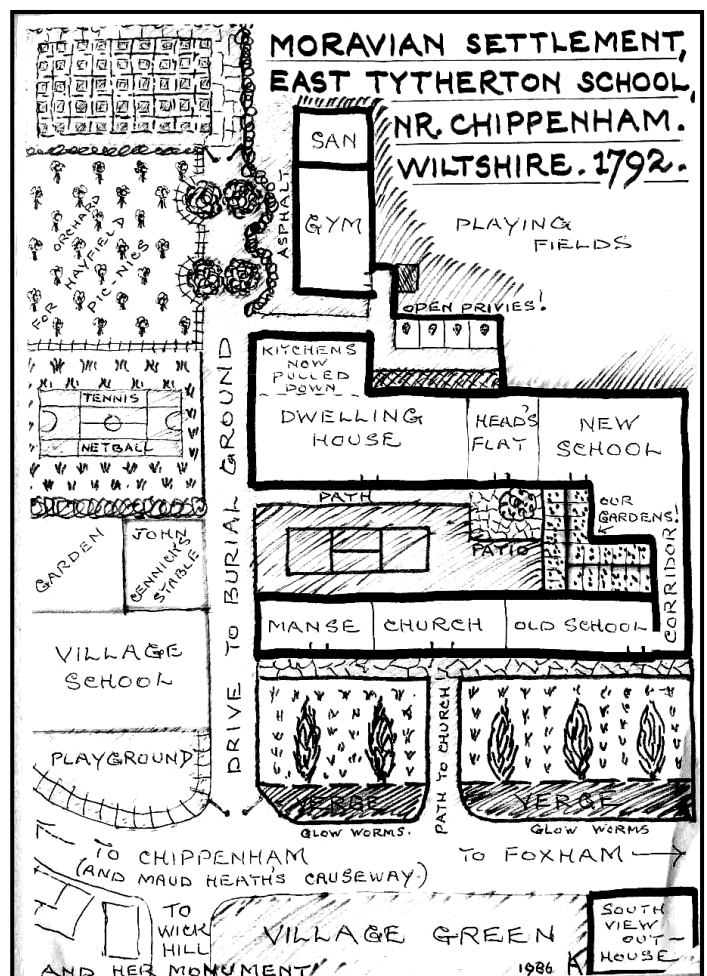 MORAVIAN SETTLEMENT,
EAST TYTHERTON SCHOOL,
NR. CHIPPENHAM.
WILTSHIRE. 1792.
SAN
GYM
ASPHALT
PLAYING
FIELDS
ORCHARD
HAYFIELD
FOR PIC-NICS
OPEN PRIVIES!
KITCHENS
NOW
PULLED
DOWN
DWELLING
HOUSE
HEAD'S
FLAT
NEW
SCHOOL
TENNIS
NETBALL
PATH
PATIO
OUR
GARDENS!
CORRIDOR
GARDEN
JOHN
CENNICK'S
STABLE
DRIVE TO BURIAL GROUND
MANSE
CHURCH
OLD SCHOOL
VILLAGE
SCHOOL
PLAYGROUND
PATH TO CHURCH
VERGE
VERGE
GLOW WORMS.
GLOW WORMS
TO CHIPPENHAM
(AND MAUD HEATH'S CAUSEWAY.)
TO FOXHAM
TO
WICK
HILL
AND HER MONUMENT!
VILLAGE GREEN
1986
SOUTH
VIEW
OUT-
HOUSE